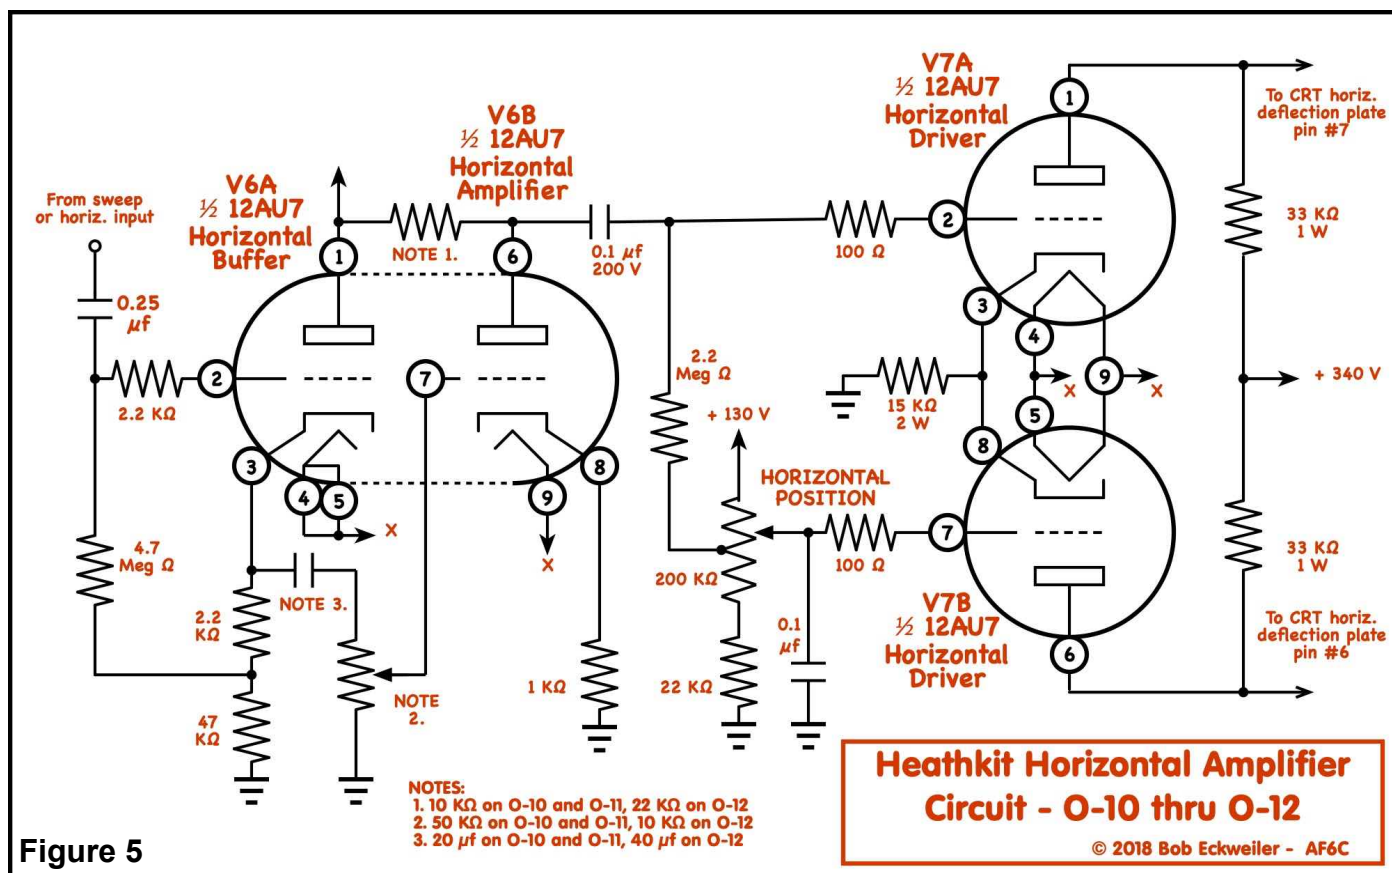 From sweep
or horiz. input
0.25
µf
2.2 KΩ
4.7
Meg Ω
2.2
KΩ
47
KΩ
V6A
½ 12AU7
Horizontal
Buffer
1
2
3
4
5
X
NOTE 3.
NOTE
2.
V6B
½ 12AU7
Horizontal
Amplifier
NOTE 1.
6
7
8
9
X
1 KΩ
0.1 µf
200 V
2.2
Meg Ω
+ 130 V
HORIZONTAL
POSITION
200 KΩ
22 KΩ
0.1
µf
100 Ω
100 Ω
15 KΩ
2 W
V7A
½ 12AU7
Horizontal
Driver
1
2
3
4
X
9
X
5
8
7
6
V7B
½ 12AU7
Horizontal
Driver
To CRT horiz.
deflection plate
pin #7
33 KΩ
1 W
+ 340 V
33 KΩ
1 W
To CRT horiz.
deflection plate
pin #6
NOTES:
1. 10 KΩ on O-10 and O-11, 22 KΩ on O-12
2. 50 KΩ on O-10 and O-11, 10 KΩ on O-12
3. 20 µf on O-10 and O-11, 40 µf on O-12
Heathkit Horizontal Amplifier
Circuit - O-10 thru O-12
© 2018 Bob Eckweiler - AF6C
Figure 5